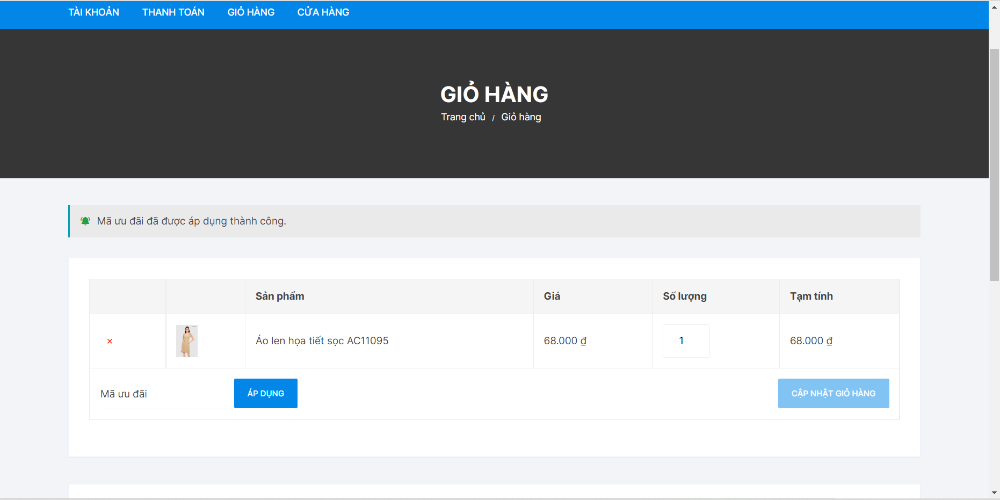 TÀI KHOẢN THANH TOÁN GIỎ HÀNG CỬA HÀNG
GIỎ HÀNG
Trang chủ / Giỏ hàng
Mã ưu đãi đã được áp dụng thành công.
Sản phẩm Giá Số lượng Tạm tính
× Áo len họa tiết sọc AC11095 68.000 ₫ 1 68.000 ₫
Mã ưu đãi ÁP DỤNG CẬP NHẬT GIỎ HÀNG